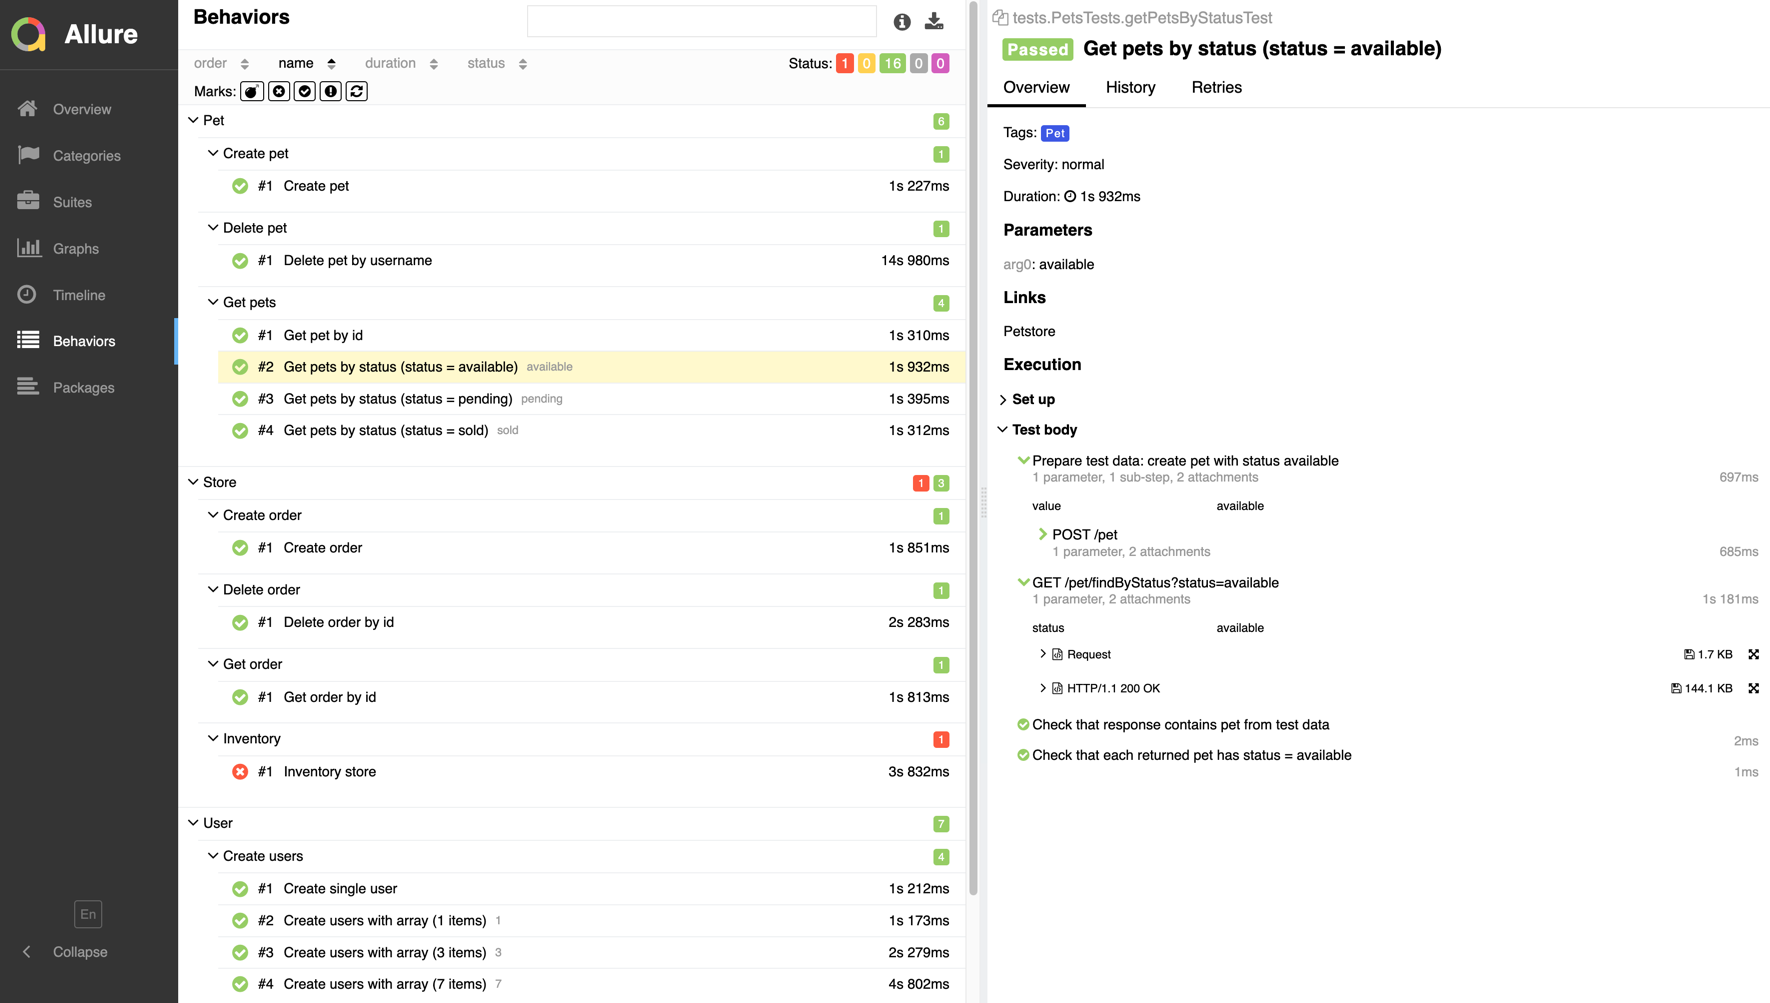 Allure
Overview
Categories
Suites
Graphs
Timeline
Behaviors
Packages
En
Collapse
Behaviors
order name duration status Status: 1 0 16 0 0
Marks:
Pet 6
Create pet 1
#1 Create pet 1s 227ms
Delete pet 1
#1 Delete pet by username 14s 980ms
Get pets 4
#1 Get pet by id 1s 310ms
#2 Get pets by status (status = available) available 1s 932ms
#3 Get pets by status (status = pending) pending 1s 395ms
#4 Get pets by status (status = sold) sold 1s 312ms
Store 1 3
Create order 1
#1 Create order 1s 851ms
Delete order 1
#1 Delete order by id 2s 283ms
Get order 1
#1 Get order by id 1s 813ms
Inventory 1
#1 Inventory store 3s 832ms
User 7
Create users 4
#1 Create single user 1s 212ms
#2 Create users with array (1 items) 1 1s 173ms
#3 Create users with array (3 items) 3 2s 279ms
#4 Create users with array (7 items) 7 4s 802ms
tests.PetsTests.getPetsByStatusTest
Passed Get pets by status (status = available)
Overview History Retries
Tags: Pet
Severity: normal
Duration: 1s 932ms
Parameters
arg0: available
Links
Petstore
Execution
Set up
Test body
Prepare test data: create pet with status available
1 parameter, 1 sub-step, 2 attachments 697ms
value available
POST /pet
1 parameter, 2 attachments 685ms
GET /pet/findByStatus?status=available
1 parameter, 2 attachments 1s 181ms
status available
Request 1.7 KB
HTTP/1.1 200 OK 144.1 KB
Check that response contains pet from test data
2ms
Check that each returned pet has status = available
1ms